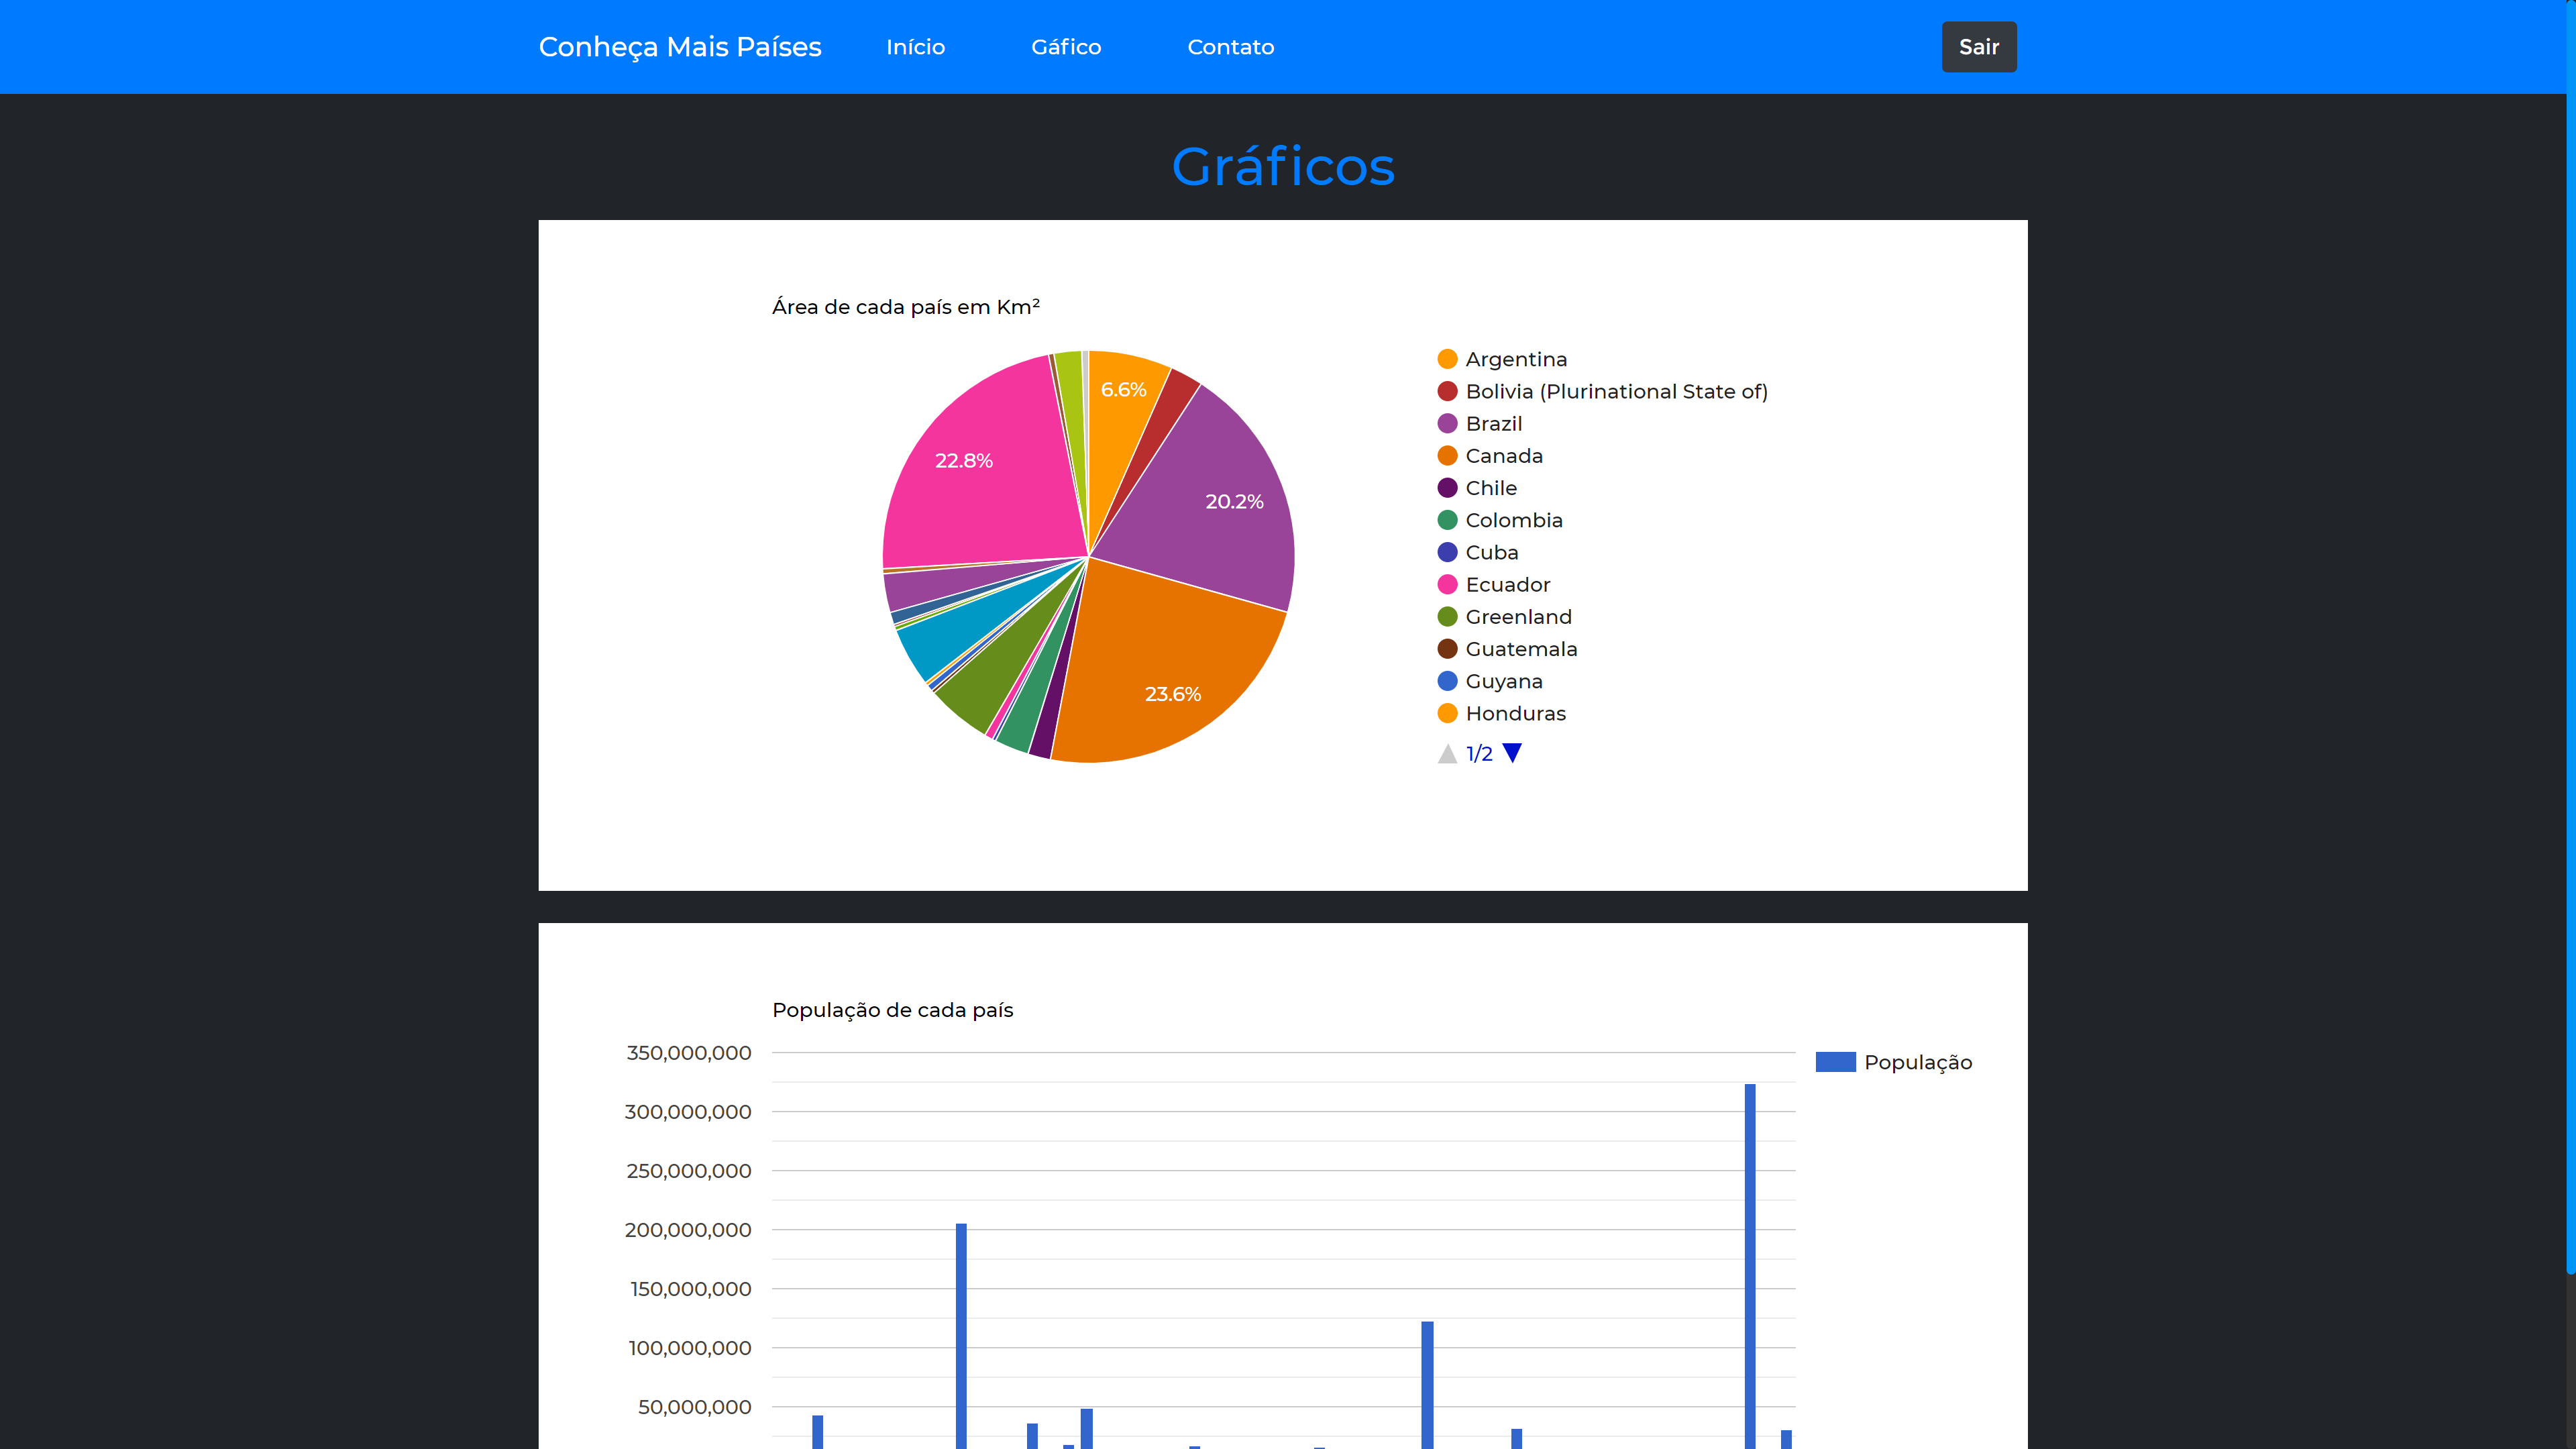 Conheça Mais Países Início Gáfico Contato Sair
Gráficos
Área de cada país em Km²
6.6%
22.8%
20.2%
23.6%
Argentina
Bolivia (Plurinational State of)
Brazil
Canada
Chile
Colombia
Cuba
Ecuador
Greenland
Guatemala
Guyana
Honduras
1/2
População de cada país
350,000,000
População
300,000,000
250,000,000
200,000,000
150,000,000
100,000,000
50,000,000